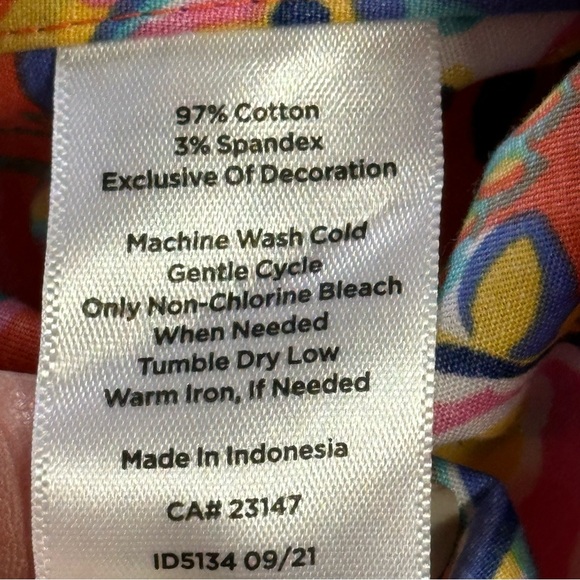 97% Cotton
3% Spandex
Exclusive Of Decoration
Machine Wash Cold
Gentle Cycle
Only Non-Chlorine Bleach
When Needed
Tumble Dry Low
Warm Iron, If Needed
Made In Indonesia
CA# 23147
ID5134 09/21